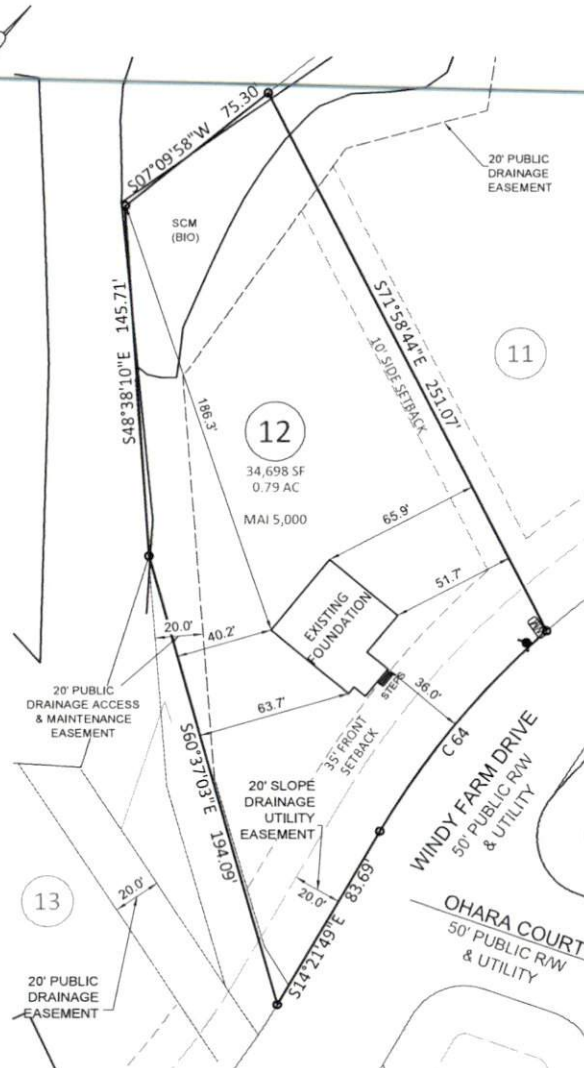 S07°09'58"W 75.30'
20' PUBLIC
DRAINAGE
EASEMENT
SCM
(BIO)
S48°38'10"E 145.71'
S71°58'44"E 251.07'
10' SIDE SETBACK
11
186.3'
12
34,698 SF
0.79 AC
MAI 5,000
65.9'
51.7'
EXISTING
FOUNDATION
20.0'
40.2'
STEPS
36.0'
20' PUBLIC
DRAINAGE ACCESS
& MAINTENANCE
EASEMENT
63.7'
35' FRONT
SETBACK
C 64
S60°37'03"E 194.09'
20' SLOPE
DRAINAGE
UTILITY
EASEMENT
WINDY FARM DRIVE
50' PUBLIC R/W
& UTILITY
13
20.0'
20.0'
S14°21'49"E 83.69'
OHARA COURT
50' PUBLIC R/W
& UTILITY
20' PUBLIC
DRAINAGE
EASEMENT